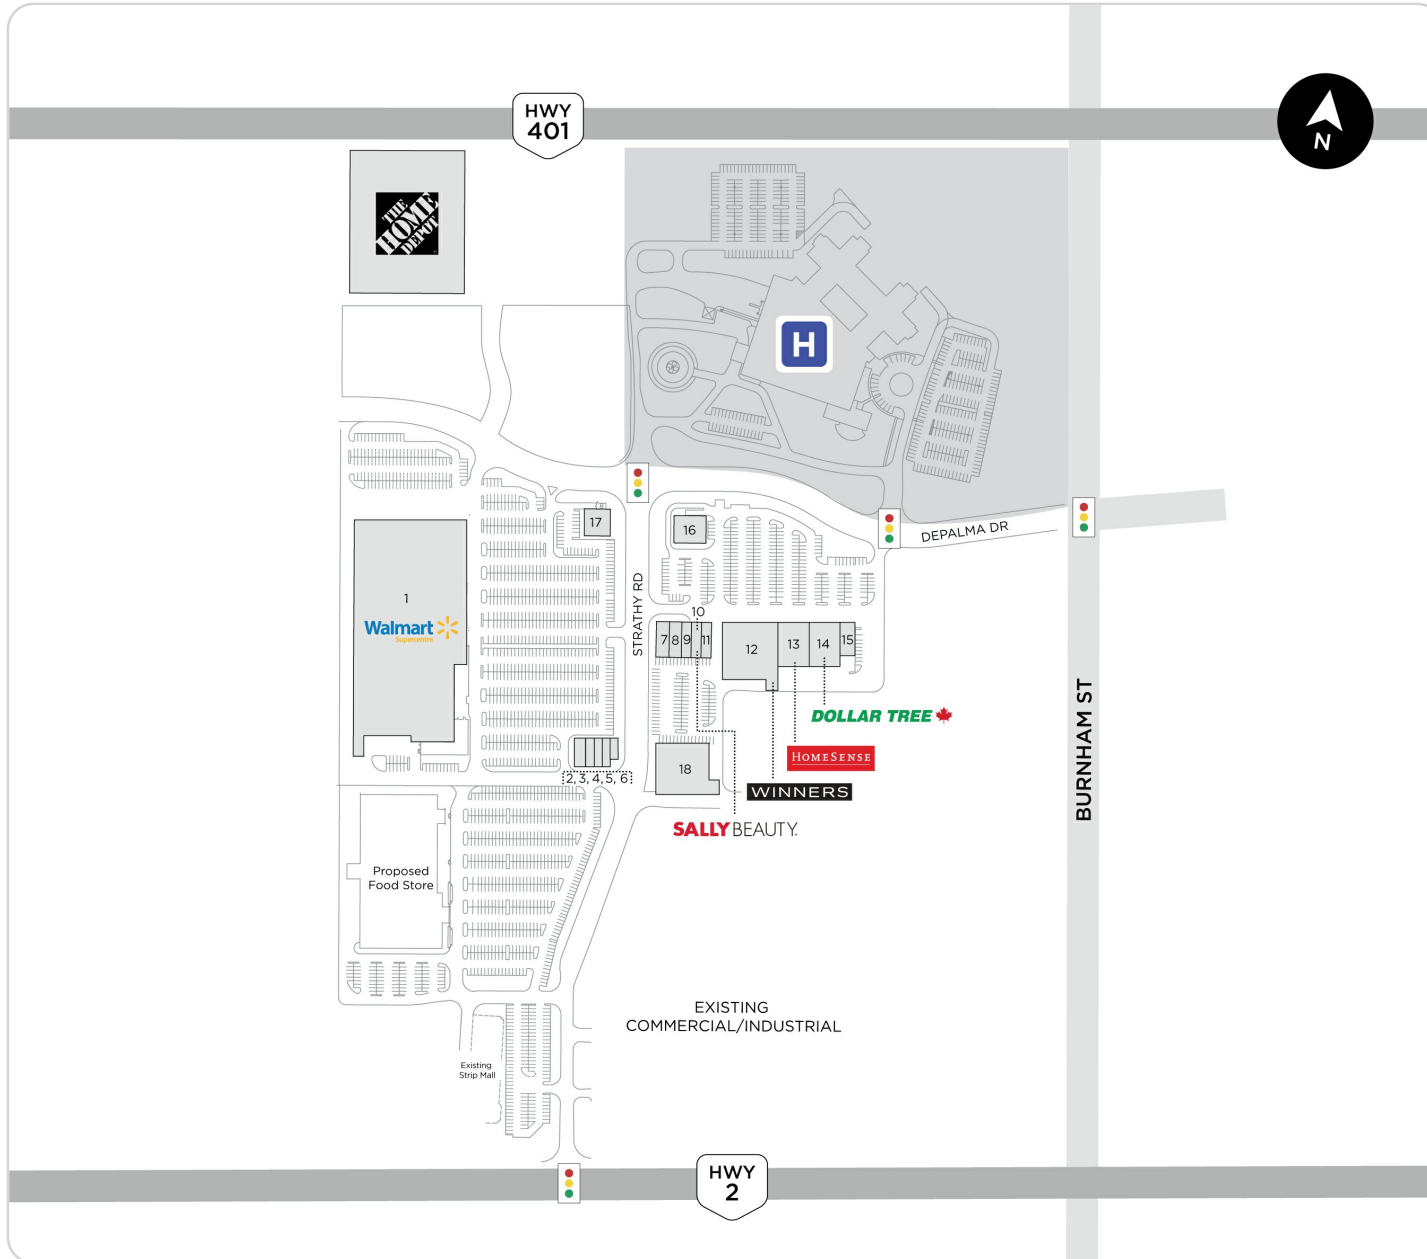 HWY
401
N
THE
HOME
DEPOT
H
17
16
DEPALMA DR
STRATHY RD
1
Walmart
Supercentre
10
7
8
9
11
12
13
14
15
DOLLAR TREE
HOMESENSE
WINNERS
SALLY BEAUTY
2, 3, 4, 5, 6
18
BURNHAM ST
Proposed
Food Store
EXISTING
COMMERCIAL/INDUSTRIAL
Existing
Strip Mall
HWY
2